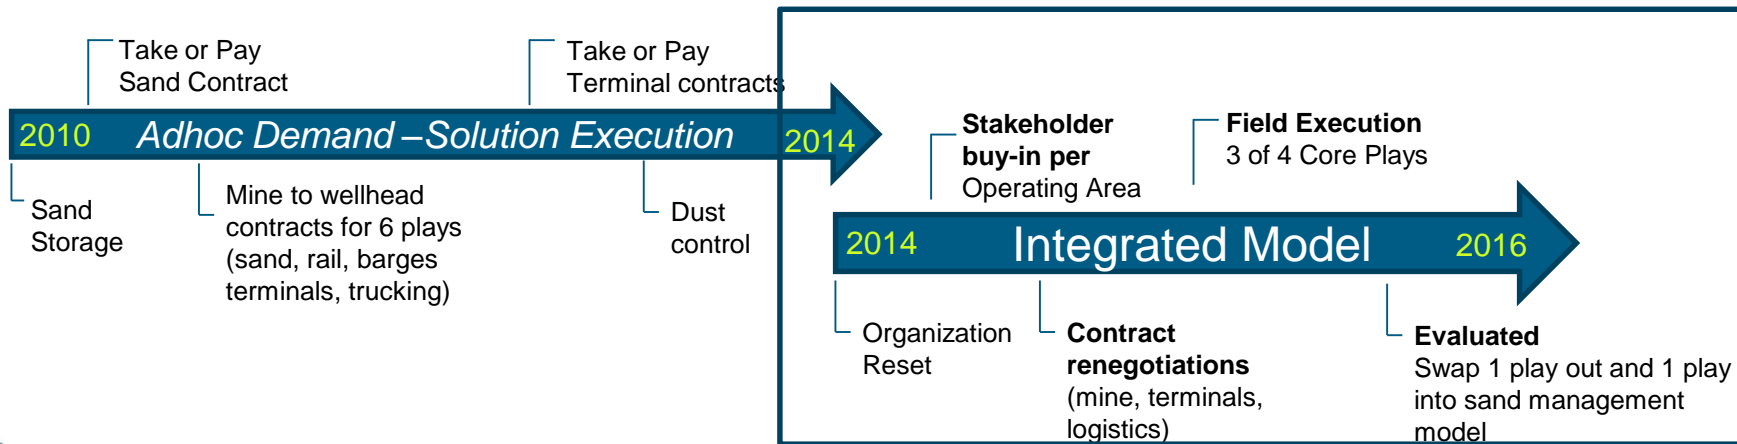 Take or Pay
Sand Contract
Take or Pay
Terminal contracts
2010
Adhoc Demand –Solution Execution
2014
Sand
Storage
Mine to wellhead
contracts for 6 plays
(sand, rail, barges
terminals, trucking)
Dust
control
Stakeholder
buy-in per
Operating Area
Field Execution
3 of 4 Core Plays
2014
Integrated Model
2016
Organization
Reset
Contract
renegotiations
(mine, terminals,
logistics)
Evaluated
Swap 1 play out and 1 play
into sand management
model